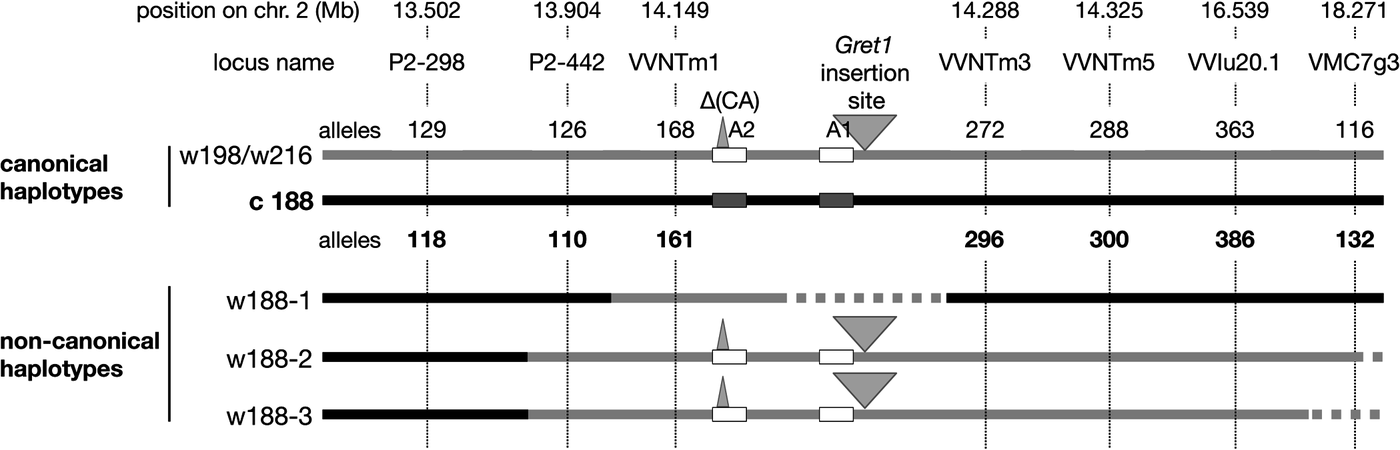 position on chr. 2 (Mb) 13.502 13.904 14.149 14.288 14.325 16.539 18.271
Gret1
locus name P2-298 P2-442 VVNTm1 insertion VVNTm3 VVNTm5 VVIu20.1 VMC7g3
site
Δ(CA)
alleles 129 126 168 A2 A1 272 288 363 116
canonical haplotypes
w198/w216
c 188
alleles 118 110 161 296 300 386 132
non-canonical haplotypes
w188-1
w188-2
w188-3